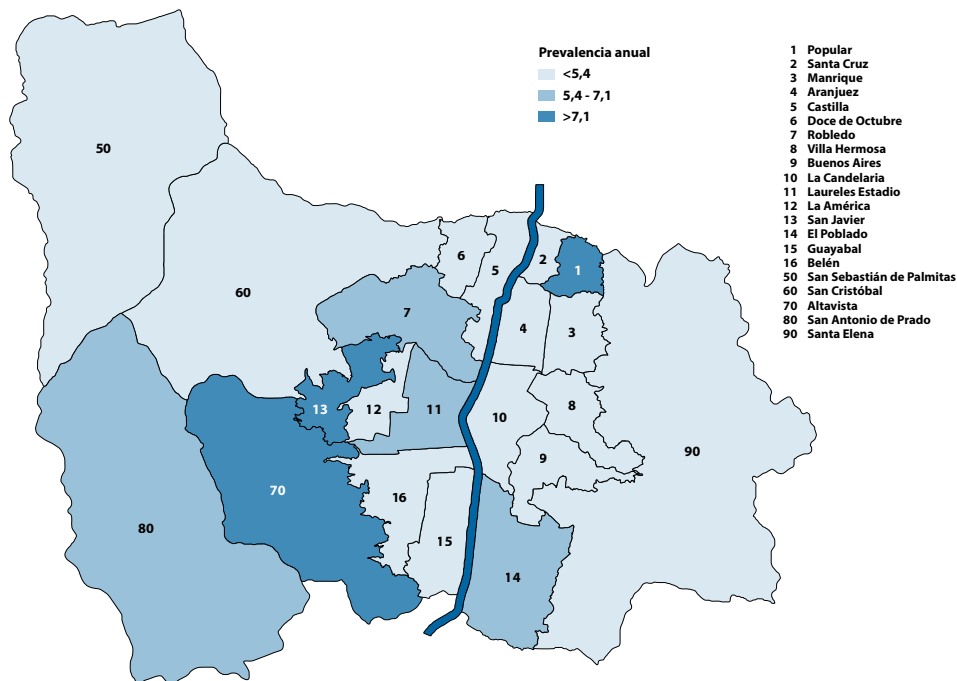 Prevalencia anual
<5,4
5,4 - 7,1
>7,1
1 Popular
2 Santa Cruz
3 Manrique
4 Aranjuez
5 Castilla
6 Doce de Octubre
7 Robledo
8 Villa Hermosa
9 Buenos Aires
10 La Candelaria
11 Laureles Estadio
12 La América
13 San Javier
14 El Poblado
15 Guayabal
16 Belén
50 San Sebastián de Palmitas
60 San Cristóbal
70 Altavista
80 San Antonio de Prado
90 Santa Elena
50
60
6
5
2
1
7
4
3
13
12
11
10
8
9
90
70
16
80
15
14